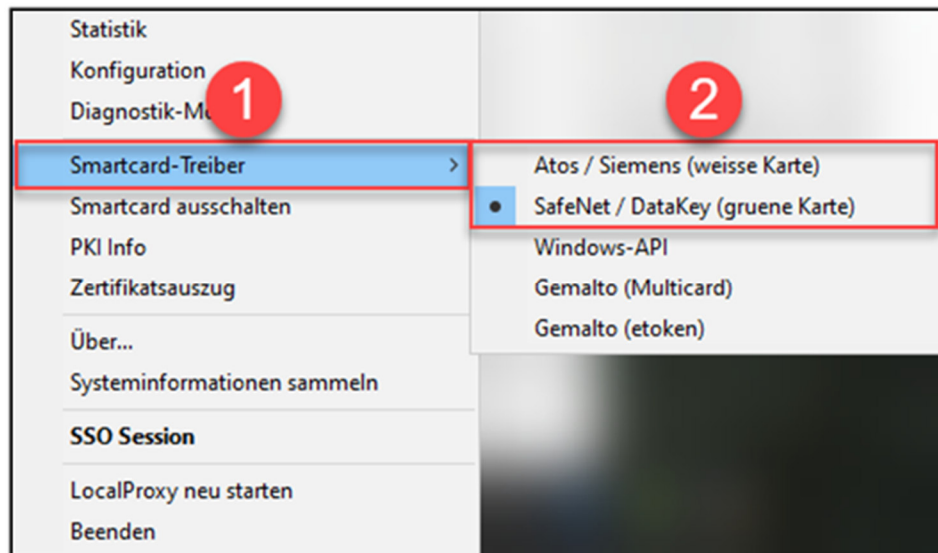 Statistik
Konfiguration
Diagnostik-M
1
2
Smartcard-Treiber
Atos / Siemens (weisse Karte)
Smartcard ausschalten
SafeNet / DataKey (gruene Karte)
PKI Info
Windows-API
Zertifikatsauszug
Gemalto (Multicard)
Gemalto (etoken)
Über...
Systeminformationen sammeln
SSO Session
LocalProxy neu starten
Beenden